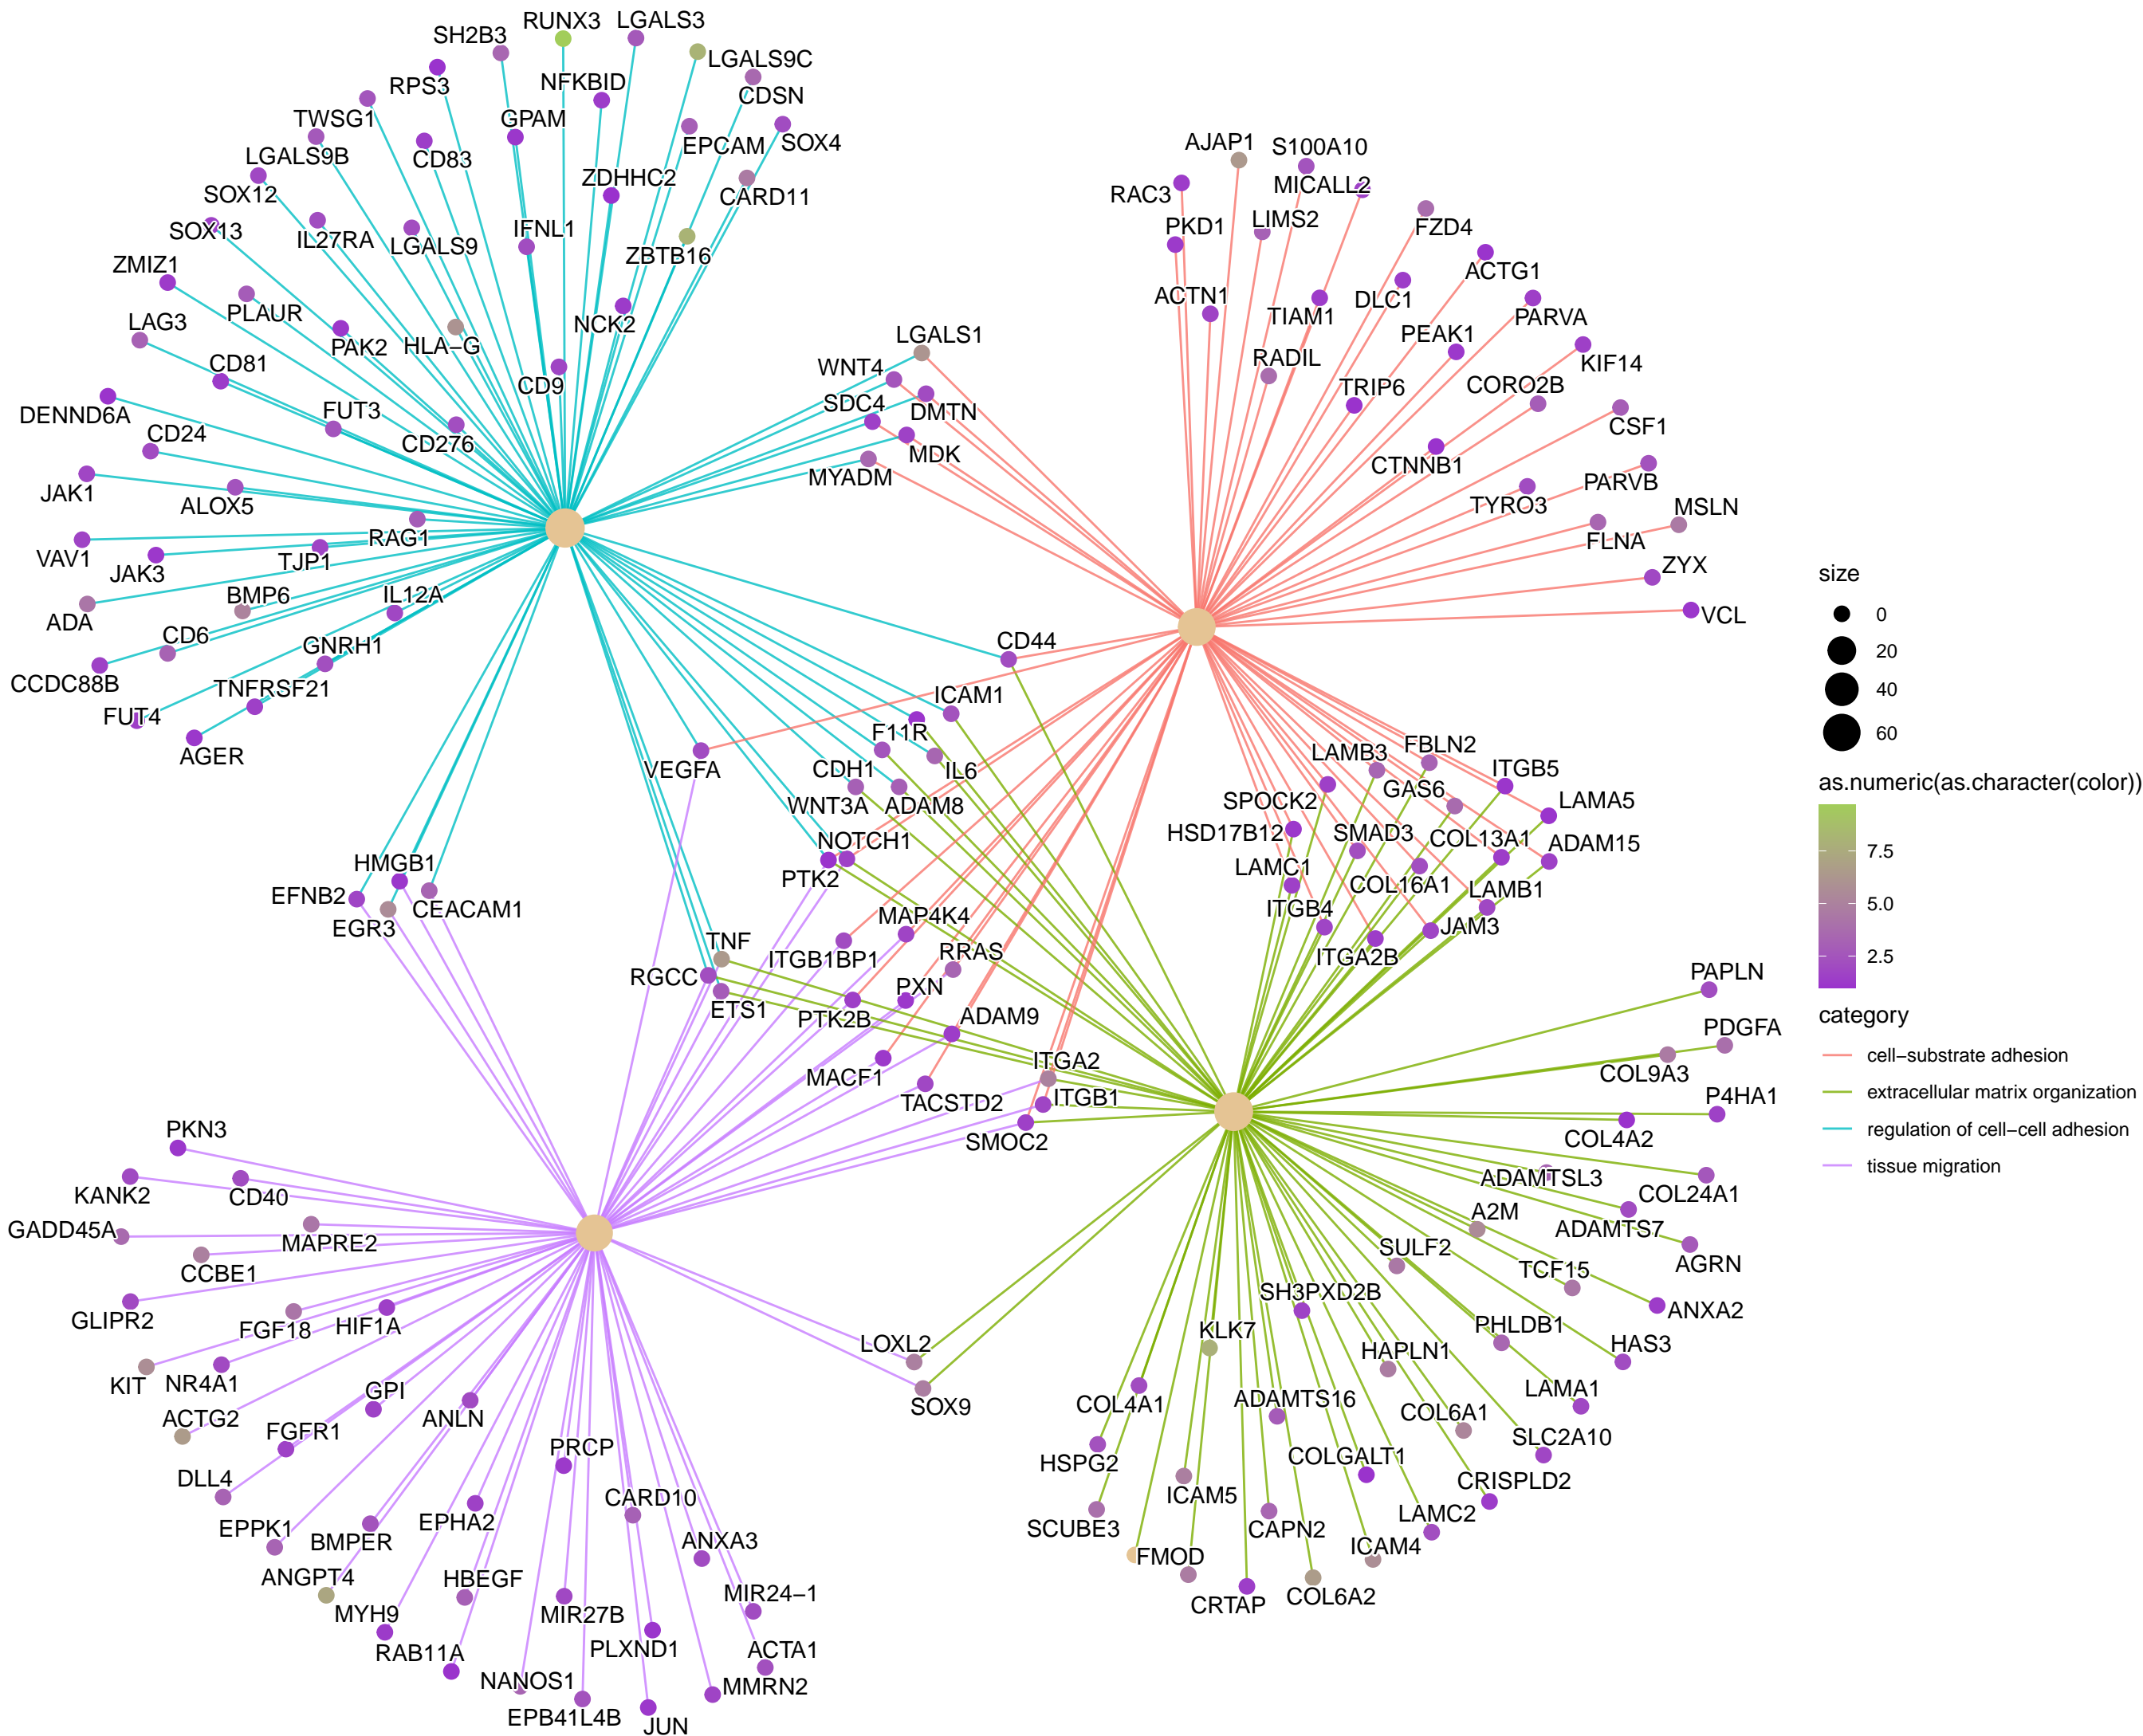 RUNX3
LGALS3
SH2B3
LGALS9C
RPS3
NFKBID
CDSN
TWSG1
GPAM
EPCAM
SOX4
LGALS9B
CD83
SOX12
ZDHHC2
CARD11
SOX13
IL27RA
LGALS9
IFNL1
ZBTB16
ZMIZ1
PLAUR
LAG3
PAK2
HLA−G
NCK2
CD81
CD9
DENND6A
FUT3
CD24
CD276
JAK1
ALOX5
RAG1
VAV1
JAK3
TJP1
ADA
BMP6
IL12A
CD6
GNRH1
CCDC88B
TNFRSF21
FUT4
AGER
LGALS1
WNT4
SDC4
DMTN
MDK
MYADM
AJAP1
S100A10
RAC3
MICALL2
PKD1
LIMS2
FZD4
ACTG1
ACTN1
TIAM1
DLC1
PARVA
PEAK1
KIF14
RADIL
TRIP6
CORO2B
CSF1
CTNNB1
PARVB
TYRO3
MSLN
FLNA
ZYX
VCL
CD44
ICAM1
F11R
VEGFA
CDH1
IL6
WNT3A
ADAM8
NOTCH1
PTK2
HMGB1
EFNB2
CEACAM1
EGR3
LAMB3
FBLN2
ITGB5
GAS6
SPOCK2
LAMA5
HSD17B12
SMAD3
COL13A1
ADAM15
LAMC1
COL16A1
LAMB1
ITGB4
JAM3
ITGA2B
MAP4K4
TNF
ITGB1BP1
RRAS
RGCC
PXN
ETS1
PTK2B
ADAM9
MACF1
ITGA2
TACSTD2
ITGB1
SMOC2
PAPLN
PDGFA
COL9A3
P4HA1
COL4A2
ADAMTSL3
COL24A1
A2M
ADAMTS7
SULF2
AGRN
TCF15
SH3PXD2B
ANXA2
KLK7
PHLDB1
HAS3
HAPLN1
LAMA1
COL4A1
ADAMTS16
COL6A1
SLC2A10
HSPG2
COLGALT1
CRISPLD2
ICAM5
LAMC2
SCUBE3
CAPN2
ICAM4
FMOD
CRTAP
COL6A2
LOXL2
SOX9
PKN3
KANK2
CD40
GADD45A
MAPRE2
CCBE1
GLIPR2
FGF18
HIF1A
KIT
NR4A1
GPI
ACTG2
ANLN
FGFR1
PRCP
DLL4
CARD10
EPPK1
BMPER
EPHA2
ANXA3
ANGPT4
HBEGF
MIR24−1
MYH9
MIR27B
RAB11A
PLXND1
ACTA1
NANOS1
MMRN2
EPB41L4B
JUN
size
0
20
40
60
as.numeric(as.character(color))
7.5
5.0
2.5
category
cell−substrate adhesion
extracellular matrix organization
regulation of cell−cell adhesion
tissue migration